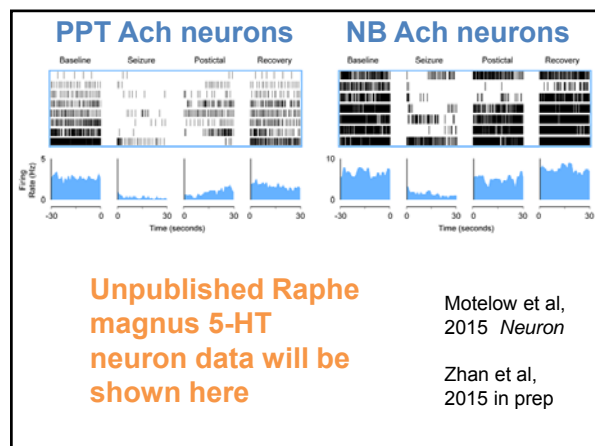 PPT Ach neurons
NB Ach neurons
Baseline Seizure Postictal Recovery
Baseline Seizure Postictal Recovery
Firing
Rate (Hz)
5
0
10
0
-30 0 0 30 0 30 0 30
-30 0 0 30 0 30 0 30
Time (seconds)
Time (seconds)
Unpublished Raphe
magnus 5-HT
neuron data will be
shown here
Motelow et al,
2015 Neuron
Zhan et al,
2015 in prep